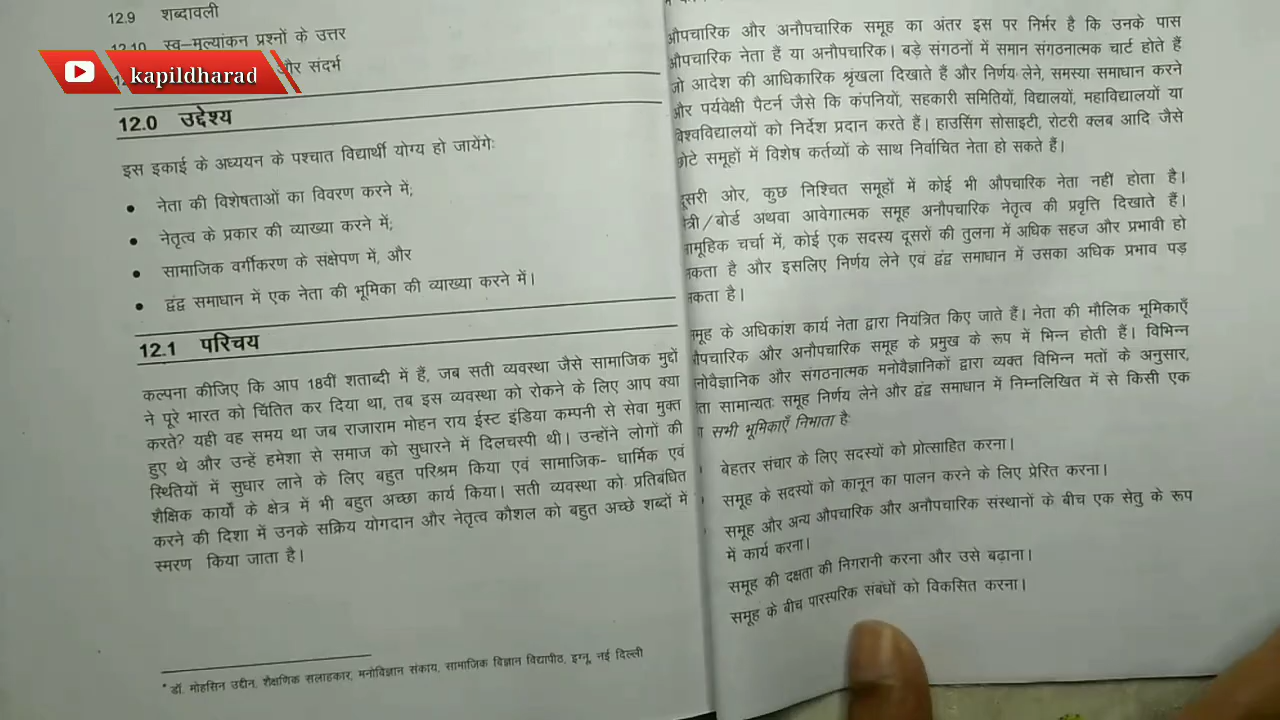 12.9 शब्दावली
12.10 स्व–मूल्यांकन प्रश्नों के उत्तर
और संदर्भ
kapildharad
12.0 उद्देश्य
इस इकाई के अध्ययन के पश्चात विद्यार्थी योग्य हो जायेंगेः
• नेता की विशेषताओं का विवरण करने में;
• नेतृत्व के प्रकार की व्याख्या करने में;
• सामाजिक वर्गीकरण के संक्षेपण में, और
• द्वंद्व समाधान में एक नेता की भूमिका की व्याख्या करने में।
12.1 परिचय
कल्पना कीजिए कि आप 18वीं शताब्दी में हैं, जब सती व्यवस्था जैसे सामाजिक मुद्दों
ने पूरे भारत को चिंतित कर दिया था, तब इस व्यवस्था को रोकने के लिए आप क्या
करते? यही वह समय था जब राजाराम मोहन राय ईस्ट इंडिया कम्पनी से सेवा मुक्त
हुए थे और उन्हें हमेशा से समाज को सुधारने में दिलचस्पी थी। उन्होंने लोगों की
स्थितियों में सुधार लाने के लिए बहुत परिश्रम किया एवं सामाजिक– धार्मिक एवं
शैक्षिक कार्यों के क्षेत्र में भी बहुत अच्छा कार्य किया। सती व्यवस्था को प्रतिबंधित
करने की दिशा में उनके सक्रिय योगदान और नेतृत्व कौशल को बहुत अच्छे शब्दों में
स्मरण किया जाता है।
* डॉ. मोहसिन उद्दीन, शैक्षणिक सलाहकार, मनोविज्ञान संकाय, सामाजिक विज्ञान विद्यापीठ, इग्नू, नई दिल्ली
औपचारिक और अनौपचारिक समूह का अंतर इस पर निर्भर है कि उनके पास
औपचारिक नेता हैं या अनौपचारिक। बड़े संगठनों में समान संगठनात्मक चार्ट होते हैं
जो आदेश की आधिकारिक श्रृंखला दिखाते हैं और निर्णय लेने, समस्या समाधान करने
और पर्यवेक्षी पैटर्न जैसे कि कंपनियों, सहकारी समितियों, विद्यालयों, महाविद्यालयों या
विश्वविद्यालयों को निर्देश प्रदान करते हैं। हाउसिंग सोसाइटी, रोटरी क्लब आदि जैसे
छोटे समूहों में विशेष कर्तव्यों के साथ निर्वाचित नेता हो सकते हैं।
दूसरी ओर, कुछ निश्चित समूहों में कोई भी औपचारिक नेता नहीं होता है।
मैत्री/बोर्ड अथवा आवेगात्मक समूह अनौपचारिक नेतृत्व की प्रवृत्ति दिखाते हैं।
सामूहिक चर्चा में, कोई एक सदस्य दूसरों की तुलना में अधिक सहज और प्रभावी हो
सकता है और इसलिए निर्णय लेने एवं द्वंद्व समाधान में उसका अधिक प्रभाव पड़
सकता है।
समूह के अधिकांश कार्य नेता द्वारा नियंत्रित किए जाते हैं। नेता की मौलिक भूमिकाएँ
औपचारिक और अनौपचारिक समूह के प्रमुख के रूप में भिन्न होती हैं। विभिन्न
मनोवैज्ञानिक और संगठनात्मक मनोवैज्ञानिकों द्वारा व्यक्त विभिन्न मतों के अनुसार,
नेता सामान्यतः समूह निर्णय लेने और द्वंद्व समाधान में निम्नलिखित में से किसी एक
या सभी भूमिकाएँ निभाता हैः
बेहतर संचार के लिए सदस्यों को प्रोत्साहित करना।
समूह के सदस्यों को कानून का पालन करने के लिए प्रेरित करना।
समूह और अन्य औपचारिक और अनौपचारिक संस्थानों के बीच एक सेतु के रूप
में कार्य करना।
समूह की दक्षता की निगरानी करना और उसे बढ़ाना।
समूह के बीच पारस्परिक संबंधों को विकसित करना।